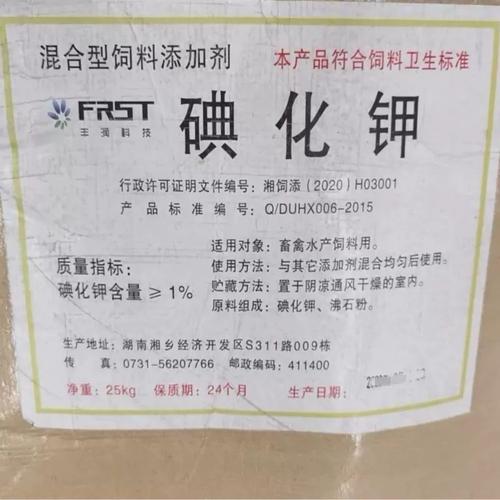 混合型饲料添加剂 本产品符合饲料卫生标准
FRST
丰润科技
碘化钾
行政许可证明文件编号：湘饲添（2020）H03001
产品标准编号：Q/DUHX006-2015
适用对象：畜禽水产饲料用。
质量指标：
使用方法：与其它添加剂混合均匀后使用。
碘化钾含量≥1%
贮藏方法：置于阴凉通风干燥的室内。
原料组成：碘化钾、沸石粉。
生产地址：湖南湘乡经济开发区S311路009栋
传 真：0731-56207766 邮政编码：411400
净重：25kg 保质期：24个月 生产日期：